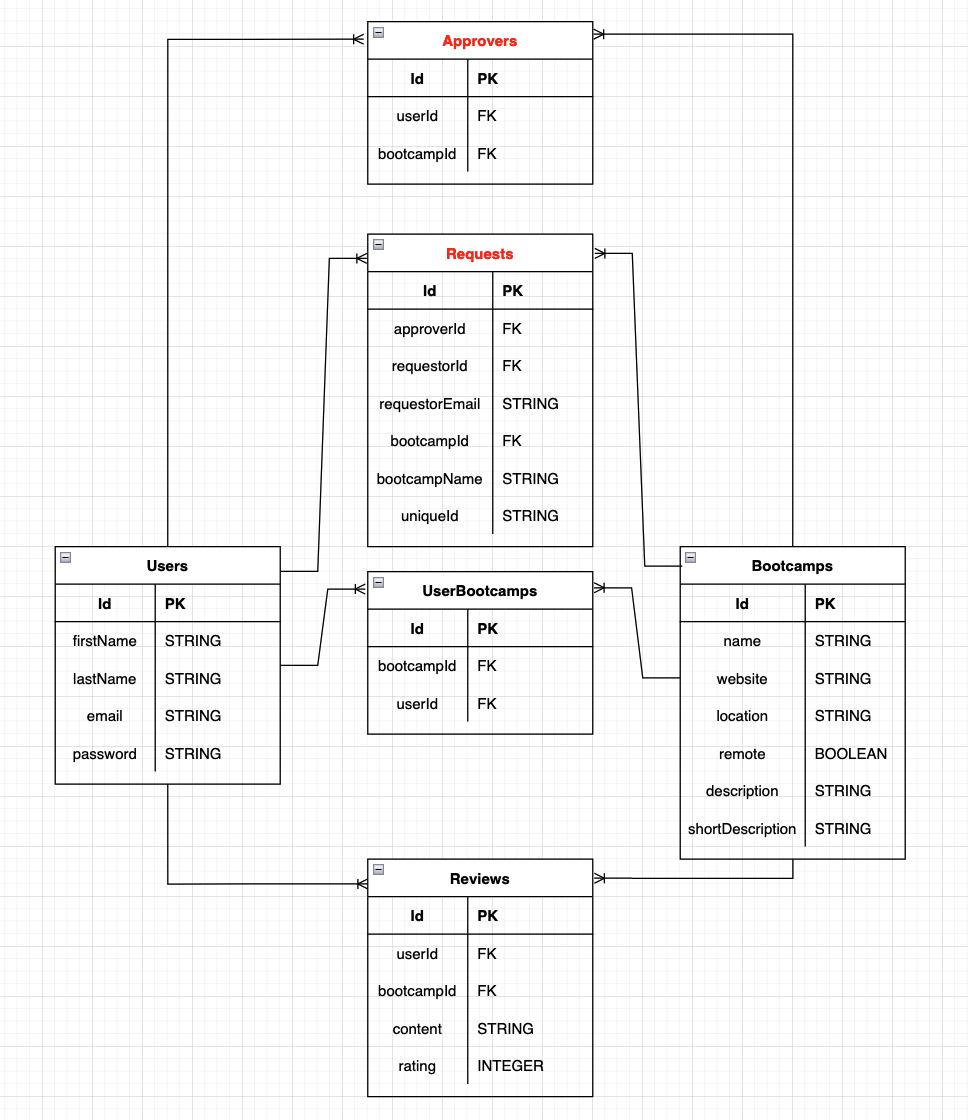 Approvers
Id PK
userId FK
bootcampId FK
Requests
Id PK
approverId FK
requestorId FK
requestorEmail STRING
bootcampId FK
bootcampName STRING
uniqueId STRING
Users
Id PK
firstName STRING
lastName STRING
email STRING
password STRING
UserBootcamps
Id PK
bootcampId FK
userId FK
Bootcamps
Id PK
name STRING
website STRING
location STRING
remote BOOLEAN
description STRING
shortDescription STRING
Reviews
Id PK
userId FK
bootcampId FK
content STRING
rating INTEGER